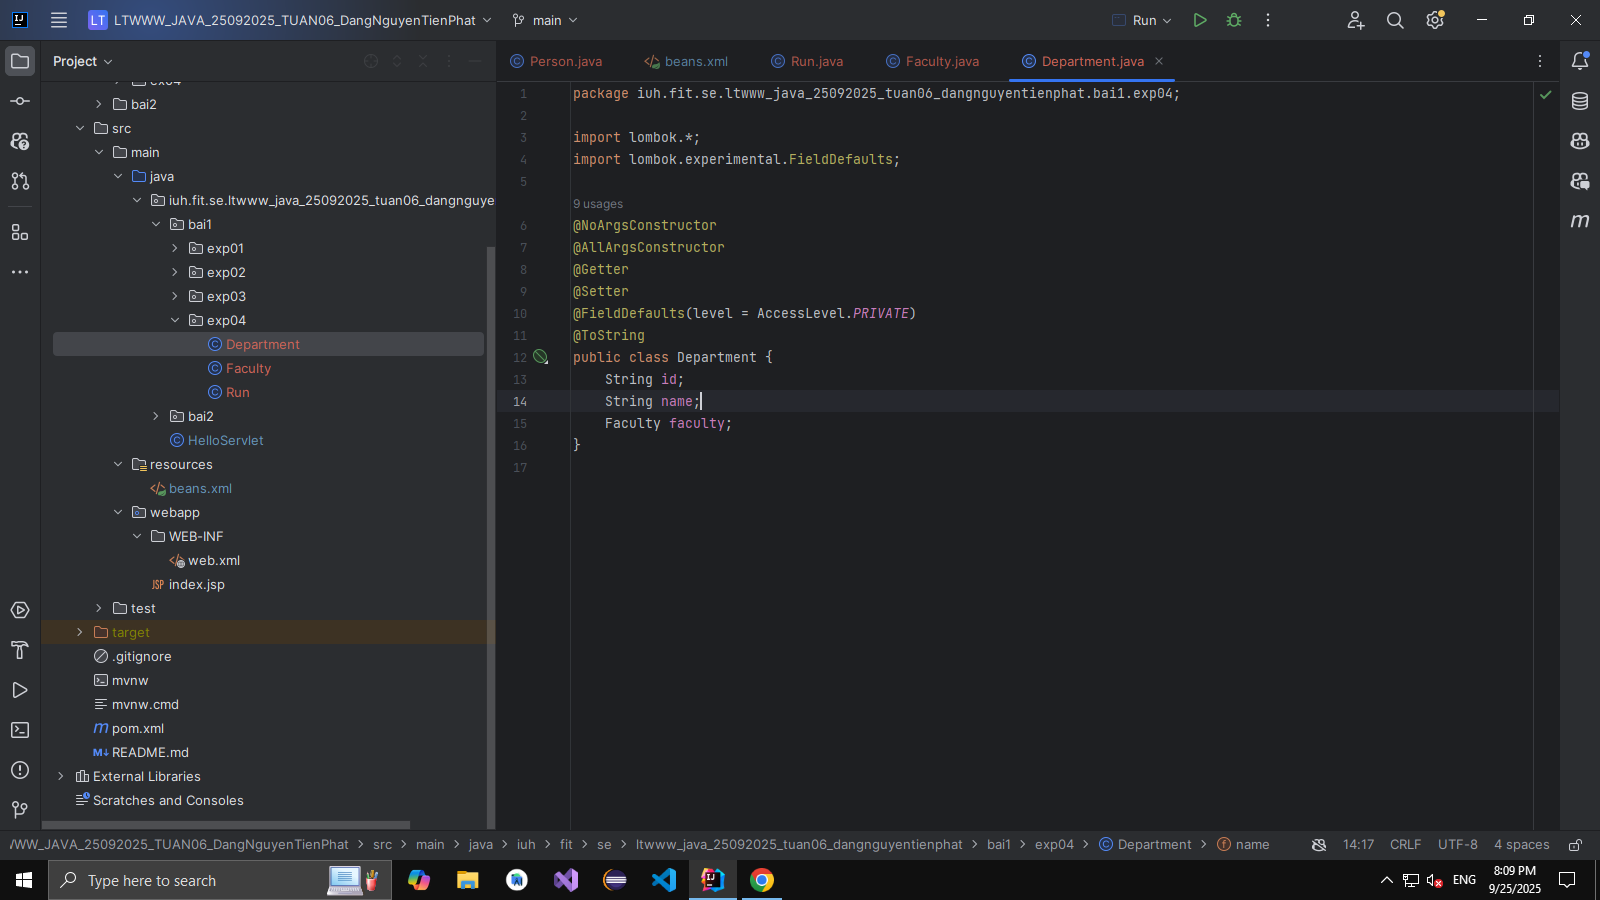 LT LTWWW_JAVA_25092025_TUAN06_DangNguyenTienPhat main Run
Project
Person.java beans.xml Run.java Faculty.java Department.java
bai2
src
main
java
iuh.fit.se.ltwww_java_25092025_tuan06_dangnguye
bai1
exp01
exp02
exp03
exp04
Department
Faculty
Run
bai2
HelloServlet
resources
beans.xml
webapp
WEB-INF
web.xml
JSP index.jsp
test
target
.gitignore
mvnw
mvnw.cmd
m pom.xml
M↓ README.md
External Libraries
Scratches and Consoles
1 package iuh.fit.se.ltwww_java_25092025_tuan06_dangnguyentienphat.bai1.exp04;
2
3 import lombok.*;
4 import lombok.experimental.FieldDefaults;
5
9 usages
6 @NoArgsConstructor
7 @AllArgsConstructor
8 @Getter
9 @Setter
10 @FieldDefaults(level = AccessLevel.PRIVATE)
11 @ToString
12 public class Department {
13 String id;
14 String name;
15 Faculty faculty;
16 }
17
WW_JAVA_25092025_TUAN06_DangNguyenTienPhat > src > main > java > iuh > fit > se > ltwww_java_25092025_tuan06_dangnguyentienphat > bai1 > exp04 > Department > name 14:17 CRLF UTF-8 4 spaces
Type here to search
ENG
8:09 PM
9/25/2025